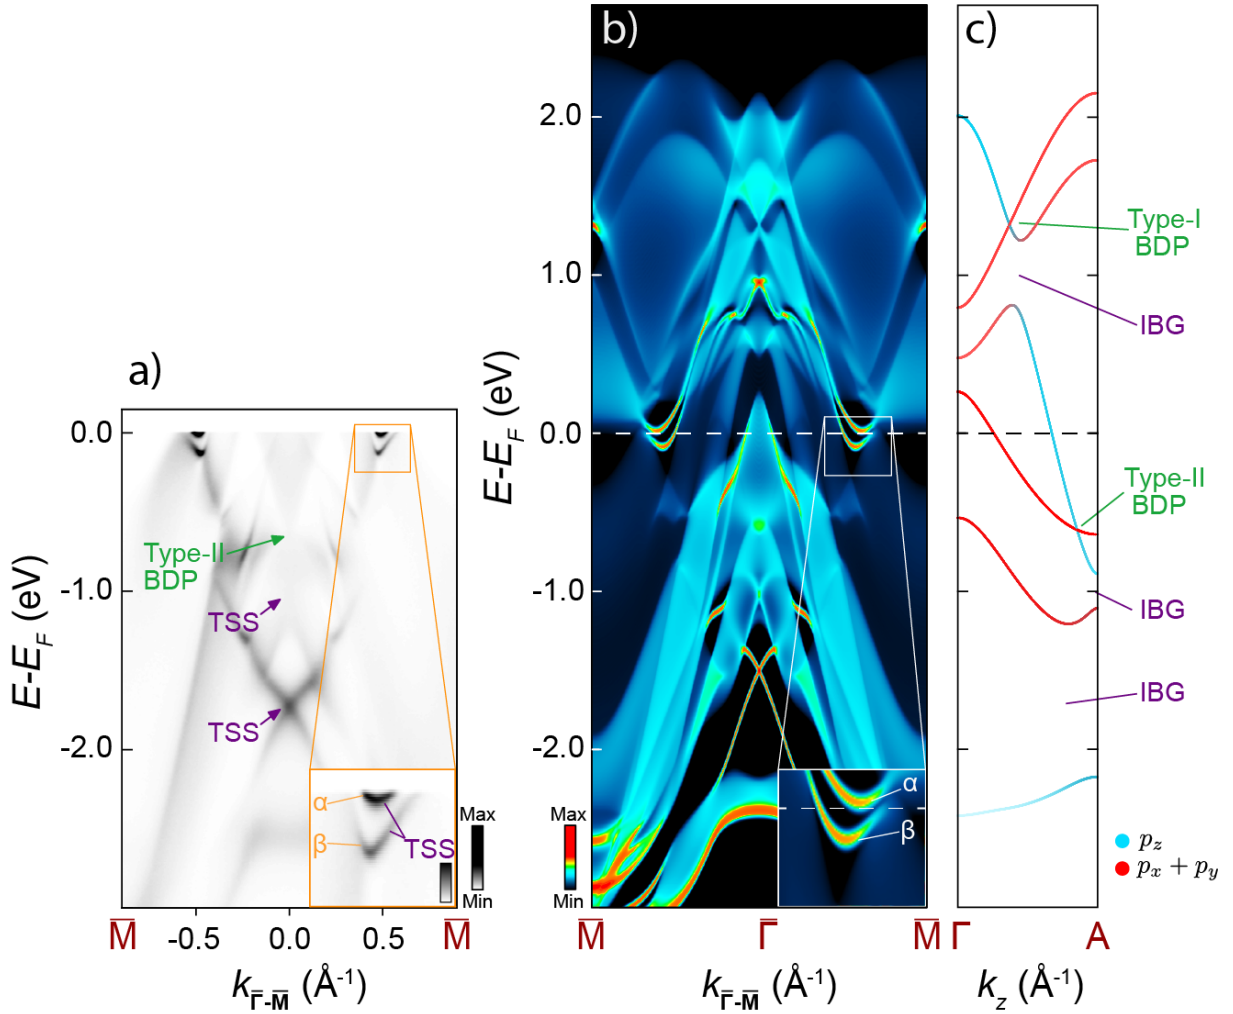 a)
0.0
-1.0
-2.0
E-E_F (eV)
Type-II
BDP
TSS
TSS
α
β
TSS
Max
Min
M̅
-0.5
0.0
0.5
M̅
k_Γ̅-M̅ (Å⁻¹)
b)
2.0
1.0
0.0
-1.0
-2.0
E-E_F (eV)
α
β
Max
Min
M̅
Γ̅
M̅
k_Γ̅-M̅ (Å⁻¹)
c)
Type-I
BDP
IBG
Type-II
BDP
IBG
IBG
p_z
p_x + p_y
Γ
A
k_z (Å⁻¹)